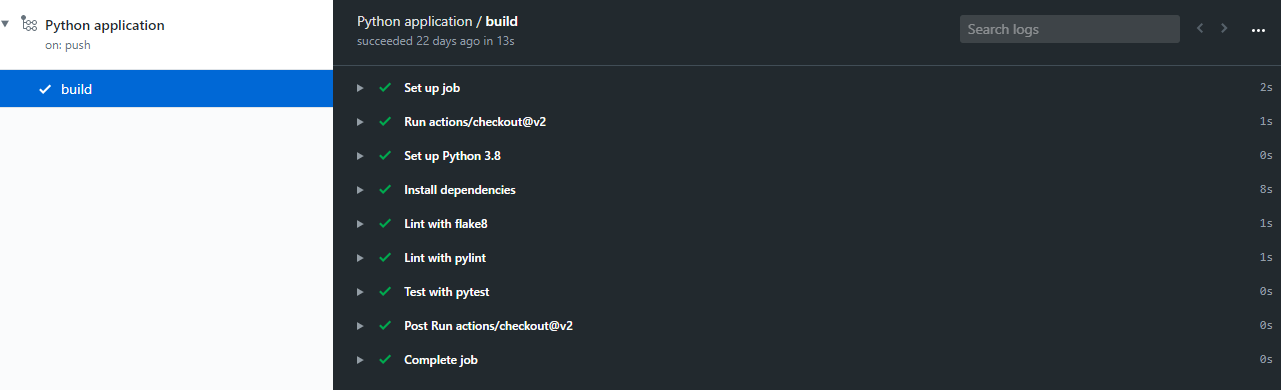 Python application
on: push
build
Python application / build
succeeded 22 days ago in 13s
Search logs
Set up job 2s
Run actions/checkout@v2 1s
Set up Python 3.8 0s
Install dependencies 8s
Lint with flake8 1s
Lint with pylint 1s
Test with pytest 0s
Post Run actions/checkout@v2 0s
Complete job 0s